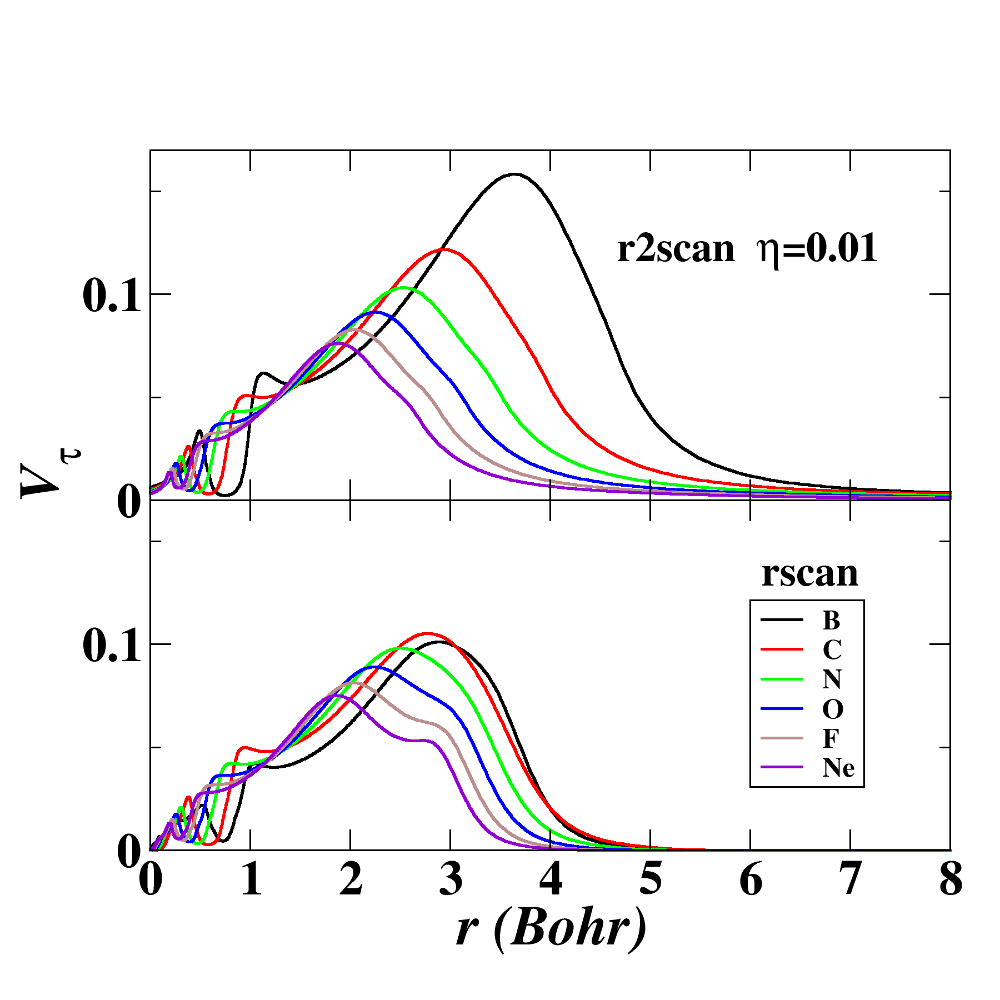 r2scan η=0.01
0.1
0
V τ
rscan
B
C
N
O
F
Ne
0.1
0
0 1 2 3 4 5 6 7 8
r (Bohr)